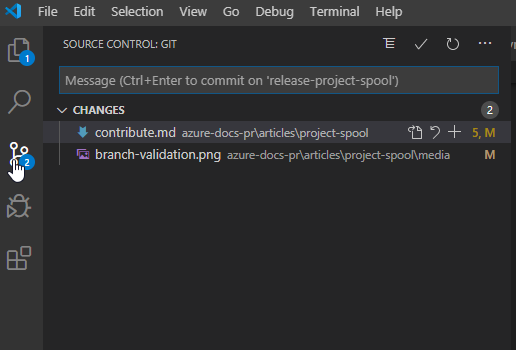 File Edit Selection View Go Debug Terminal Help
SOURCE CONTROL: GIT
1
Message (Ctrl+Enter to commit on 'release-project-spool')
CHANGES 2
contribute.md azure-docs-pr\articles\project-spool 5, M
branch-validation.png azure-docs-pr\articles\project-spool\media M
2